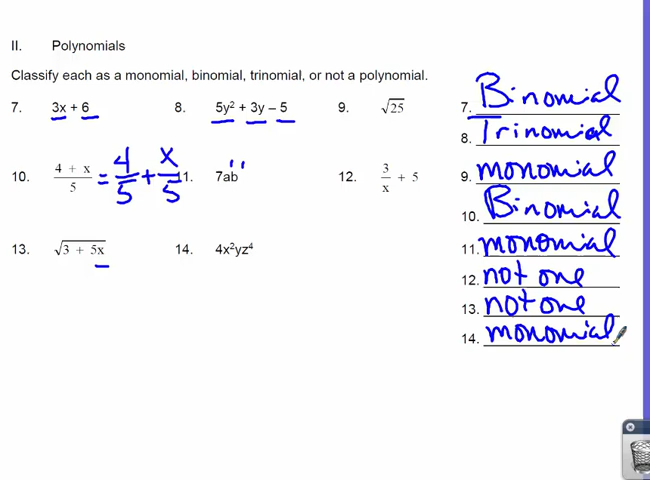 II. Polynomials
Classify each as a monomial, binomial, trinomial, or not a polynomial.
7. 3x + 6 8. 5y² + 3y – 5 9. √25 7. Binomial
8. Trinomial
10. (4 + x)/5 = 4/5 + x/5 11. 7ab'' 12. 3/x + 5 9. monomial
10. Binomial
13. √(3 + 5x) 14. 4x²yz⁴ 11. monomial
12. not one
13. not one
14. monomial